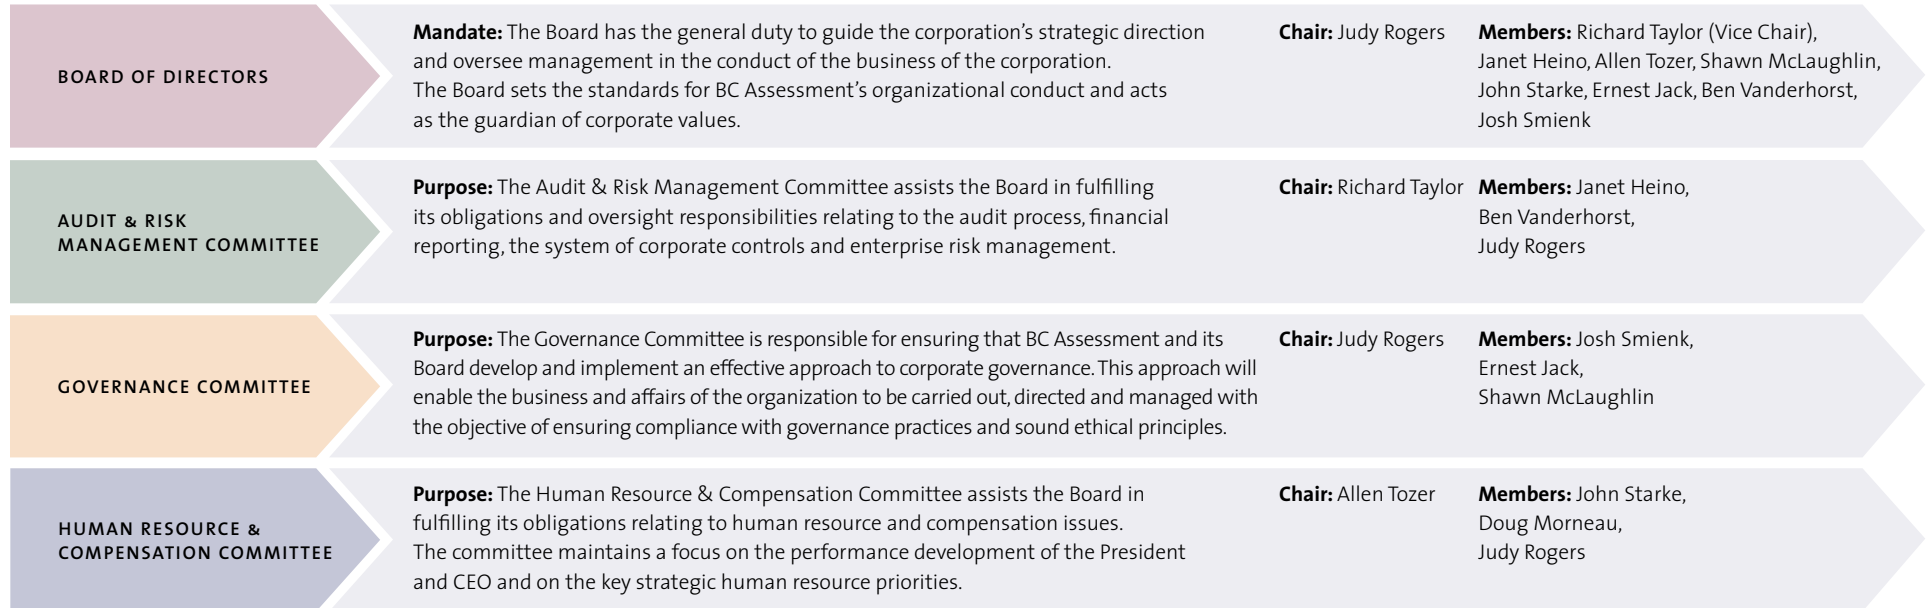 BOARD OF DIRECTORS
Mandate: The Board has the general duty to guide the corporation’s strategic direction
and oversee management in the conduct of the business of the corporation.
The Board sets the standards for BC Assessment’s organizational conduct and acts
as the guardian of corporate values.
Chair: Judy Rogers
Members: Richard Taylor (Vice Chair),
Janet Heino, Allen Tozer, Shawn McLaughlin,
John Starke, Ernest Jack, Ben Vanderhorst,
Josh Smienk
AUDIT & RISK
MANAGEMENT COMMITTEE
Purpose: The Audit & Risk Management Committee assists the Board in fulfilling
its obligations and oversight responsibilities relating to the audit process, financial
reporting, the system of corporate controls and enterprise risk management.
Chair: Richard Taylor
Members: Janet Heino,
Ben Vanderhorst,
Judy Rogers
GOVERNANCE COMMITTEE
Purpose: The Governance Committee is responsible for ensuring that BC Assessment and its
Board develop and implement an effective approach to corporate governance. This approach will
enable the business and affairs of the organization to be carried out, directed and managed with
the objective of ensuring compliance with governance practices and sound ethical principles.
Chair: Judy Rogers
Members: Josh Smienk,
Ernest Jack,
Shawn McLaughlin
HUMAN RESOURCE &
COMPENSATION COMMITTEE
Purpose: The Human Resource & Compensation Committee assists the Board in
fulfilling its obligations relating to human resource and compensation issues.
The committee maintains a focus on the performance development of the President
and CEO and on the key strategic human resource priorities.
Chair: Allen Tozer
Members: John Starke,
Doug Morneau,
Judy Rogers